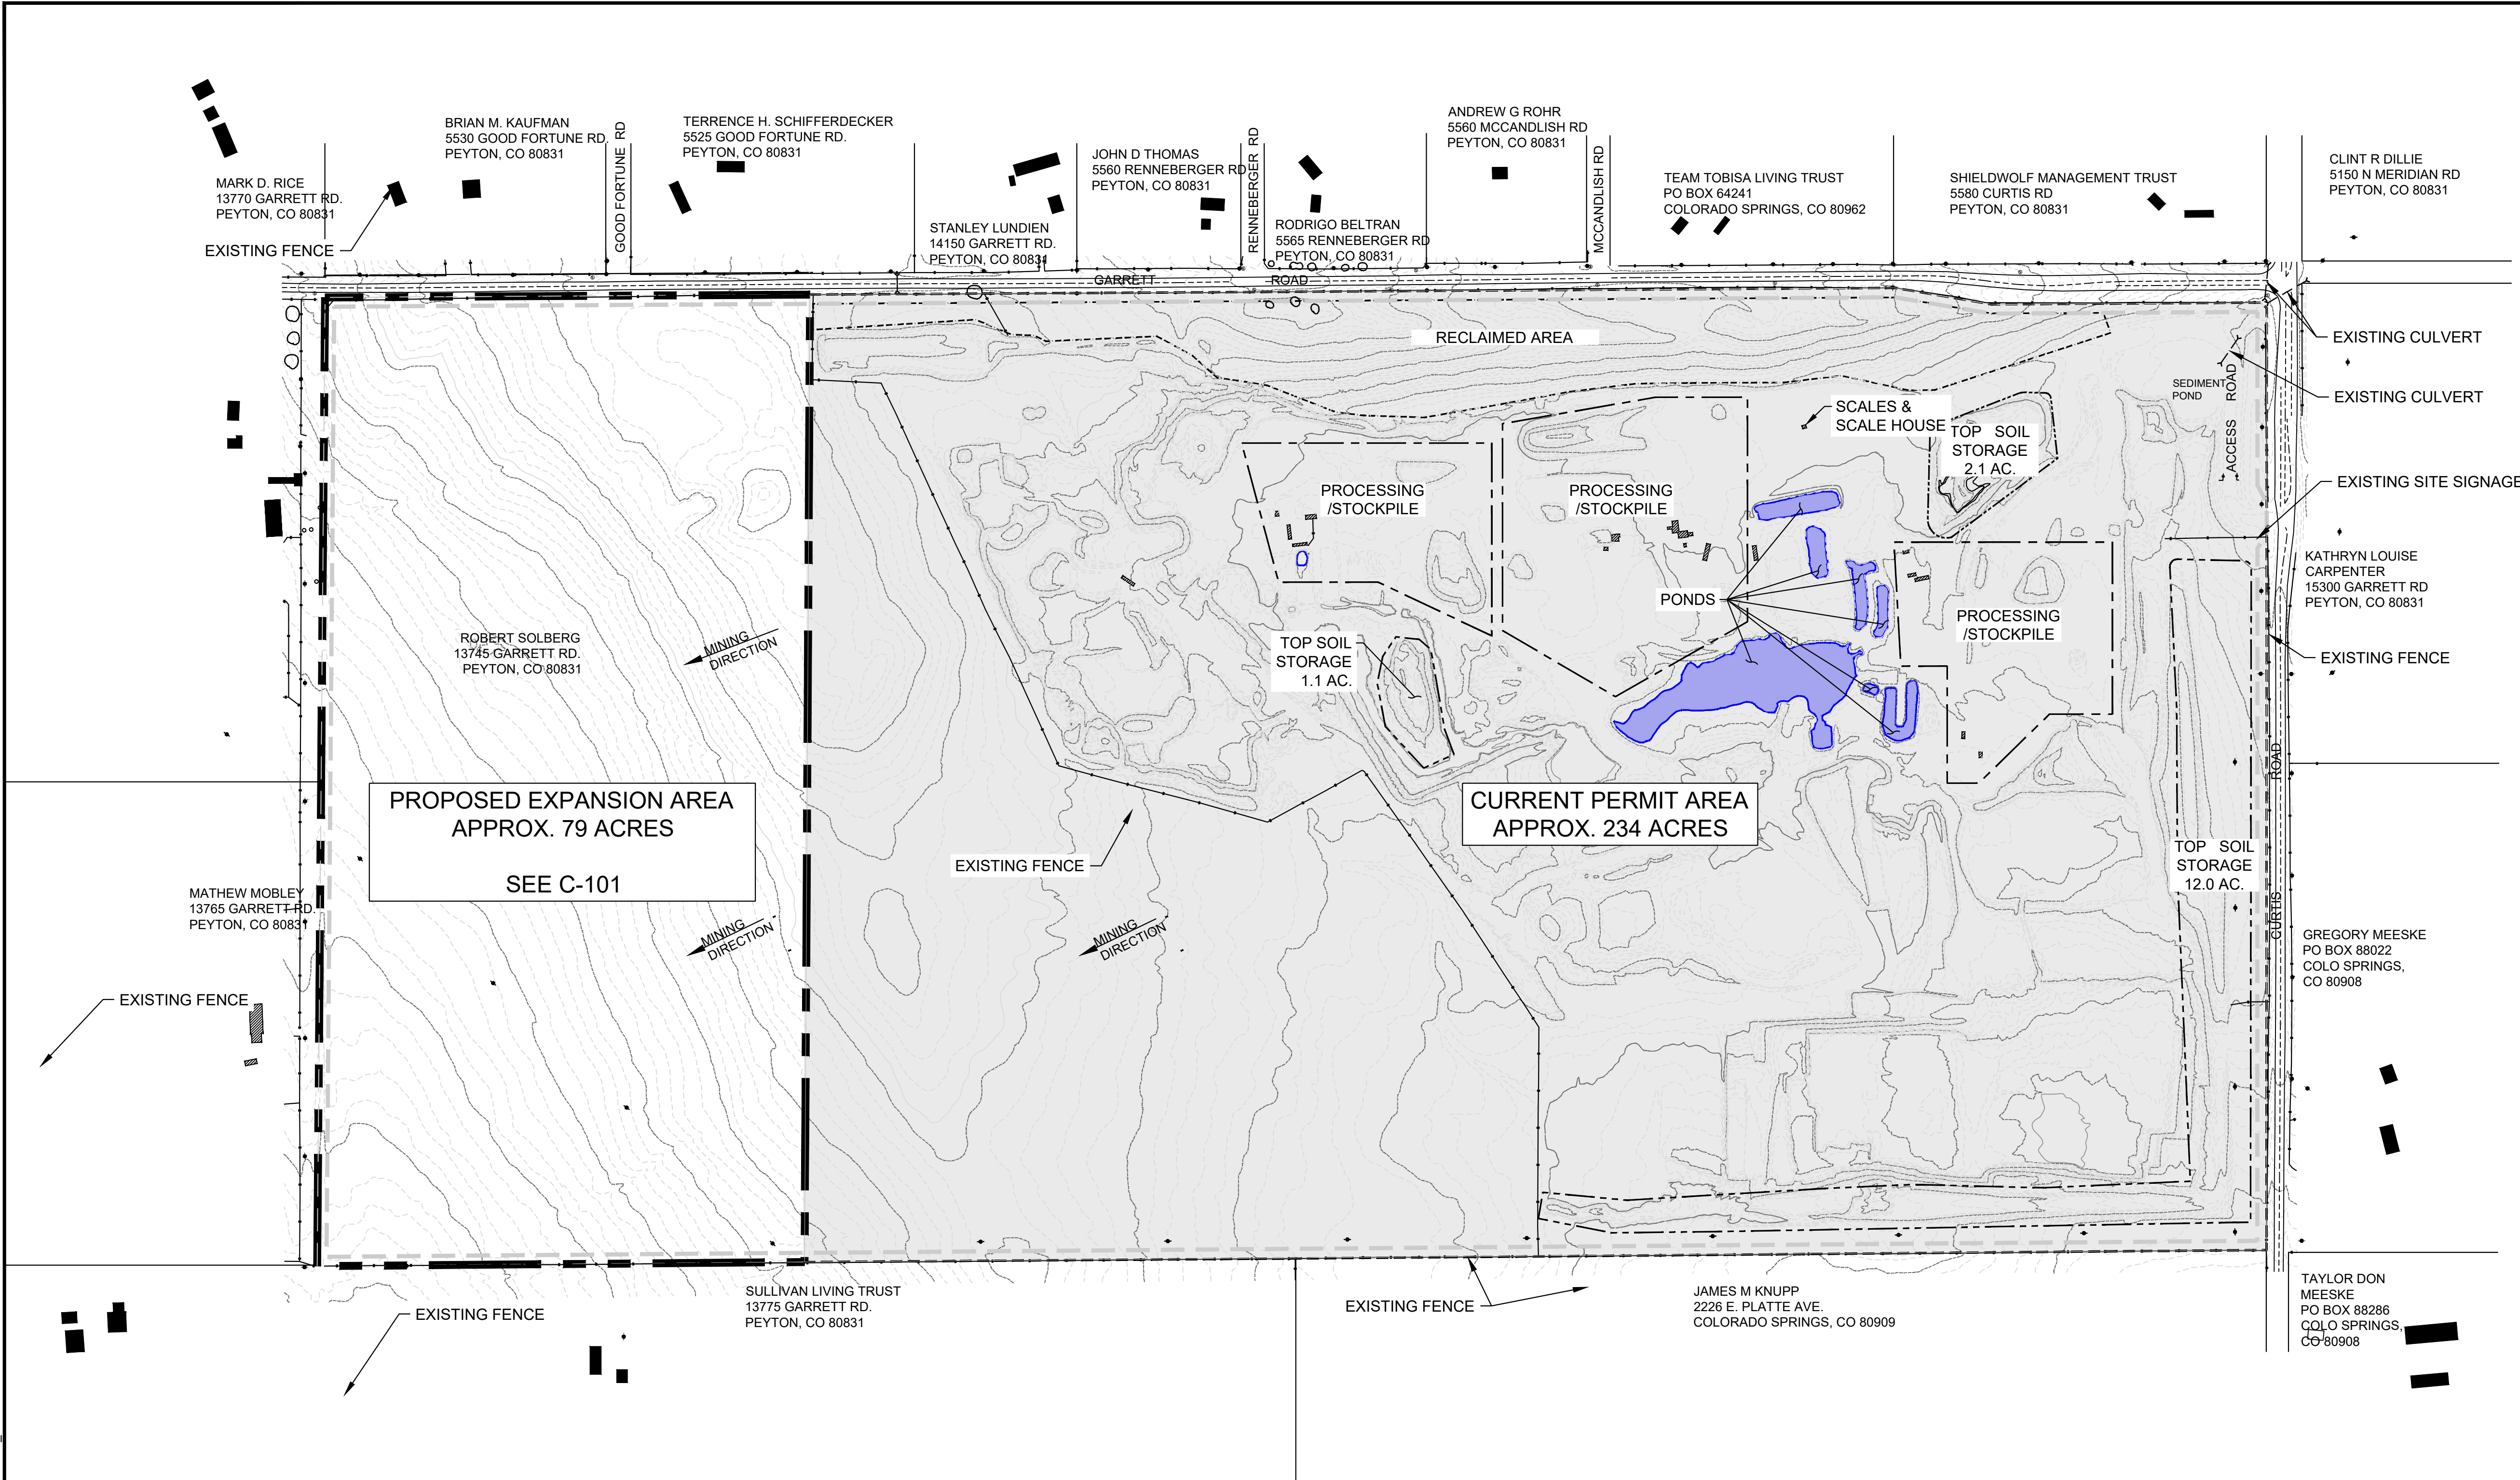 BRIAN M. KAUFMAN
5530 GOOD FORTUNE RD.
PEYTON, CO 80831
GOOD FORTUNE RD
TERRENCE H. SCHIFFERDECKER
5525 GOOD FORTUNE RD.
PEYTON, CO 80831
MARK D. RICE
13770 GARRETT RD.
PEYTON, CO 80831
EXISTING FENCE
STANLEY LUNDIEN
14150 GARRETT RD.
PEYTON, CO 80831
JOHN D THOMAS
5560 RENNEBERGER RD
PEYTON, CO 80831
RENNEBERGER RD
RODRIGO BELTRAN
5565 RENNEBERGER RD
PEYTON, CO 80831
ANDREW G ROHR
5560 MCCANDLISH RD
PEYTON, CO 80831
MCCANDLISH RD
TEAM TOBISA LIVING TRUST
PO BOX 64241
COLORADO SPRINGS, CO 80962
SHIELDWOLF MANAGEMENT TRUST
5580 CURTIS RD
PEYTON, CO 80831
CLINT R DILLIE
5150 N MERIDIAN RD
PEYTON, CO 80831
GARRETT ROAD
RECLAIMED AREA
EXISTING CULVERT
SEDIMENT
POND
ACCESS ROAD
EXISTING CULVERT
SCALES &
SCALE HOUSE
TOP SOIL
STORAGE
2.1 AC.
EXISTING SITE SIGNAGE
PROCESSING
/STOCKPILE
PROCESSING
/STOCKPILE
PONDS
PROCESSING
/STOCKPILE
KATHRYN LOUISE
CARPENTER
15300 GARRETT RD
PEYTON, CO 80831
EXISTING FENCE
ROBERT SOLBERG
13745 GARRETT RD.
PEYTON, CO 80831
MINING
DIRECTION
TOP SOIL
STORAGE
1.1 AC.
PROPOSED EXPANSION AREA
APPROX. 79 ACRES
SEE C-101
CURRENT PERMIT AREA
APPROX. 234 ACRES
EXISTING FENCE
TOP SOIL
STORAGE
12.0 AC.
CURTIS ROAD
MATHEW MOBLEY
13765 GARRETT RD.
PEYTON, CO 80831
MINING
DIRECTION
MINING
DIRECTION
GREGORY MEESKE
PO BOX 88022
COLO SPRINGS,
CO 80908
EXISTING FENCE
EXISTING FENCE
SULLIVAN LIVING TRUST
13775 GARRETT RD.
PEYTON, CO 80831
EXISTING FENCE
JAMES M KNUPP
2226 E. PLATTE AVE.
COLORADO SPRINGS, CO 80909
TAYLOR DON
MEESKE
PO BOX 88286
COLO SPRINGS,
CO 80908